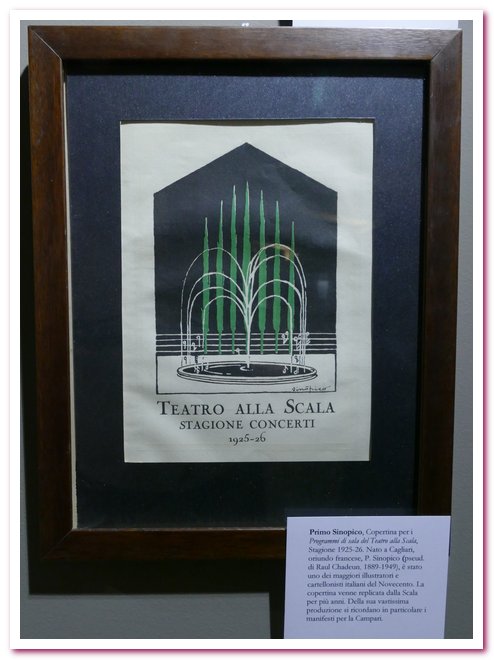 Sinòpico
TEATRO ALLA SCALA
STAGIONE CONCERTI
1925-26
Primo Sinopico, Copertina per i
Programmi di sala del Teatro alla Scala,
Stagione 1925-26. Nato a Cagliari,
oriundo francese, P. Sinopico (pseud.
di Raul Chadeun, 1889-1949), è stato
uno dei maggiori illustratori e
cartellonisti italiani del Novecento. La
copertina venne replicata dalla Scala
per più anni. Della sua vastissima
produzione si ricordano in particolare i
manifesti per la Campari.